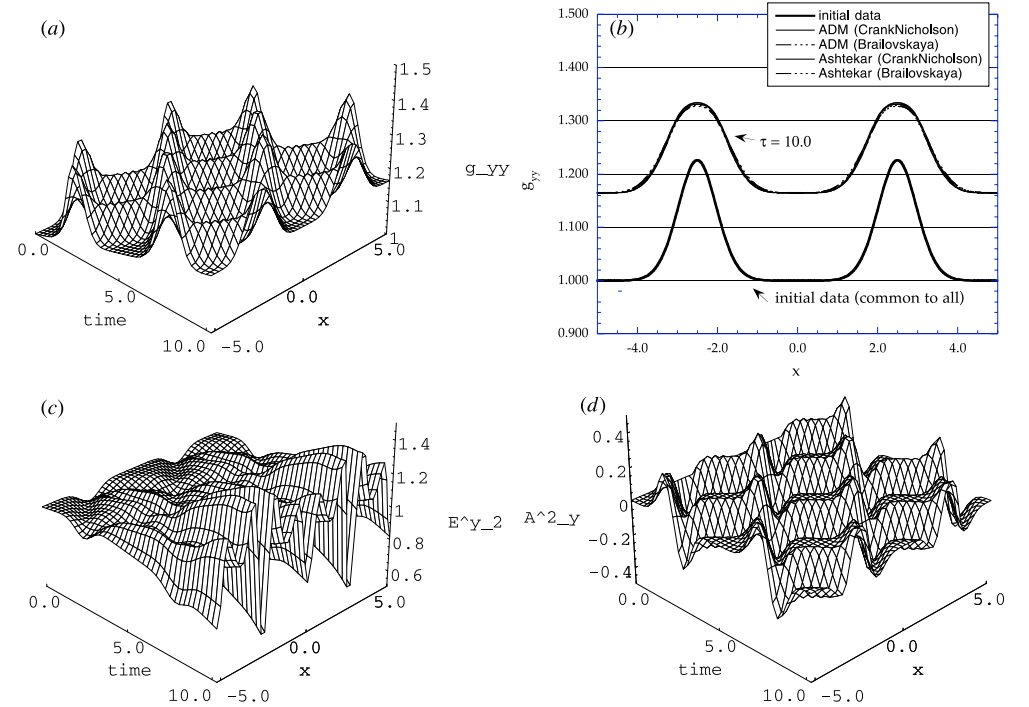 (a)
1.5
1.4
1.3
1.2
1.1
1
g_yy
0.0
5.0
10.0
time
-5.0
0.0
5.0
x
(b)
initial data
ADM (CrankNicholson)
ADM (Brailovskaya)
Ashtekar (CrankNicholson)
Ashtekar (Brailovskaya)
1.500
1.400
1.300
1.200
1.100
1.000
0.900
gyy
τ = 10.0
initial data (common to all)
-4.0
-2.0
0.0
2.0
4.0
x
(c)
1.4
1.2
1
0.8
0.6
E^y_2
0.0
5.0
10.0
time
-5.0
0.0
5.0
x
(d)
0.4
0.2
0
-0.2
-0.4
A^2_y
0.0
5.0
10.0
time
-5.0
0.0
5.0
x